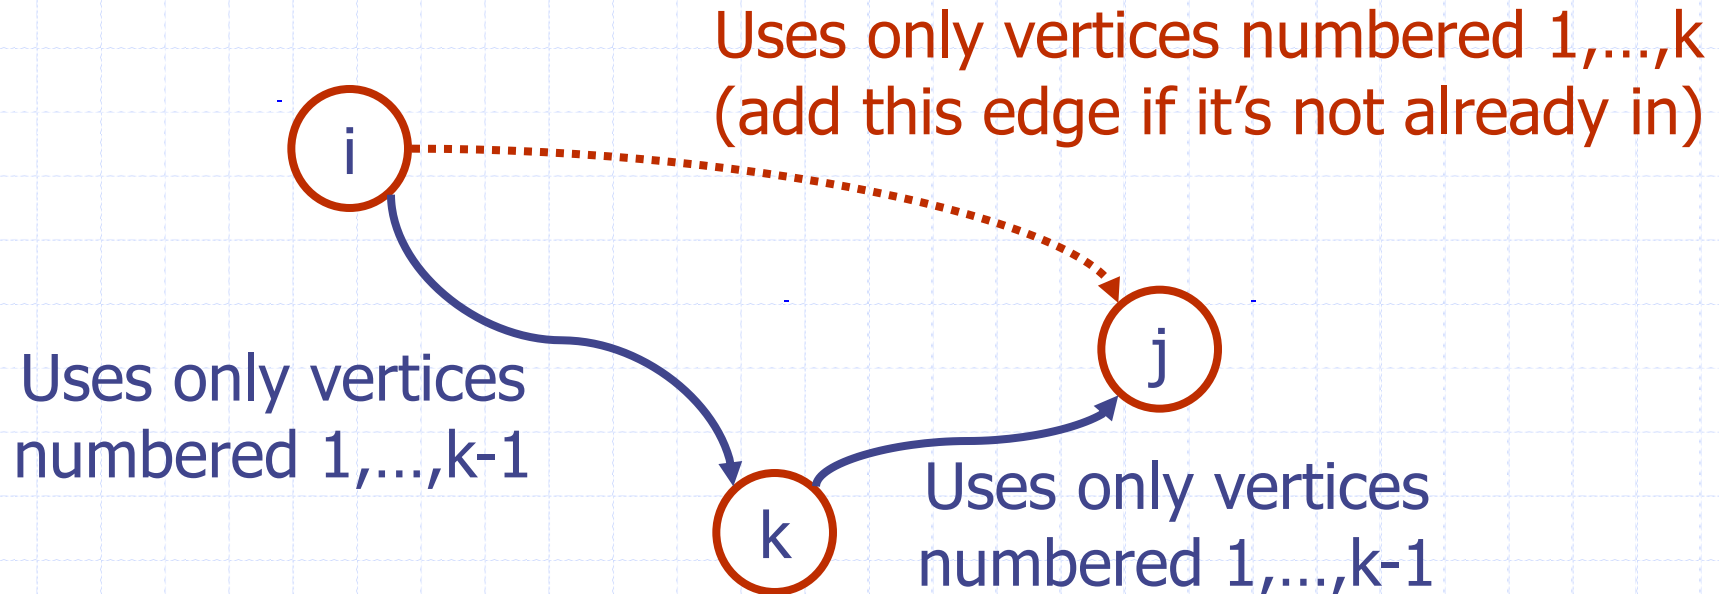 Uses only vertices numbered 1,…,k
(add this edge if it’s not already in)
i
j
Uses only vertices
numbered 1,…,k-1
k
Uses only vertices
numbered 1,…,k-1